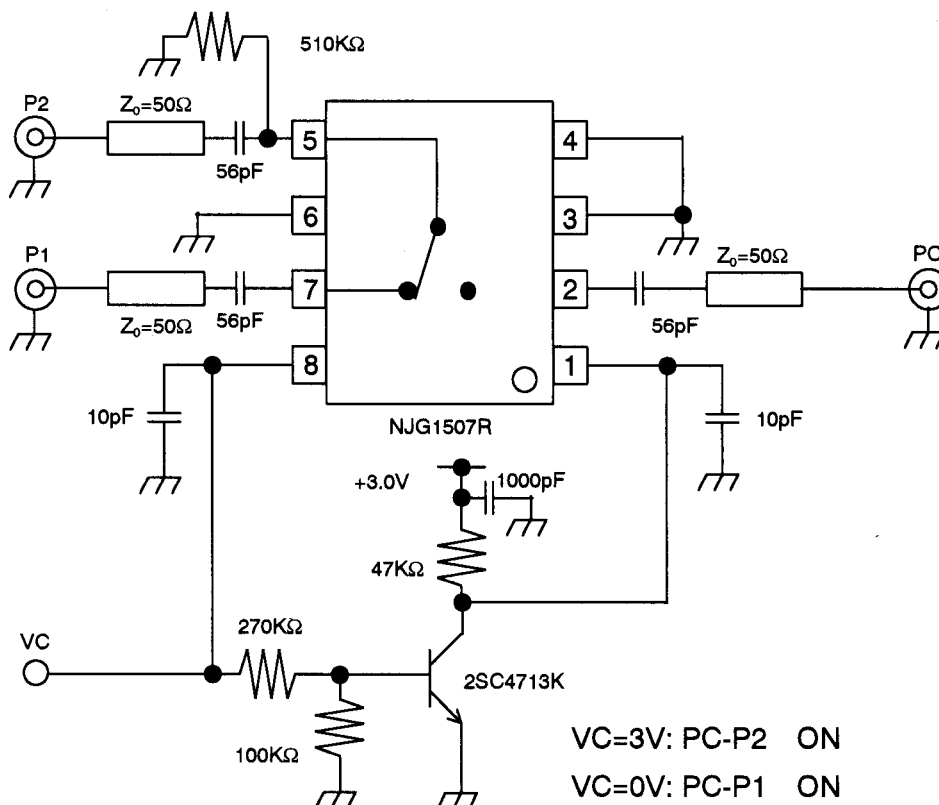 510KΩ
P2
Z₀=50Ω
56pF
5
4
6
3
P1
Z₀=50Ω
56pF
7
2
Z₀=50Ω
56pF
PC
8
1
10pF
10pF
NJG1507R
+3.0V
1000pF
47KΩ
VC
270KΩ
2SC4713K
100KΩ
VC=3V: PC-P2 ON
VC=0V: PC-P1 ON